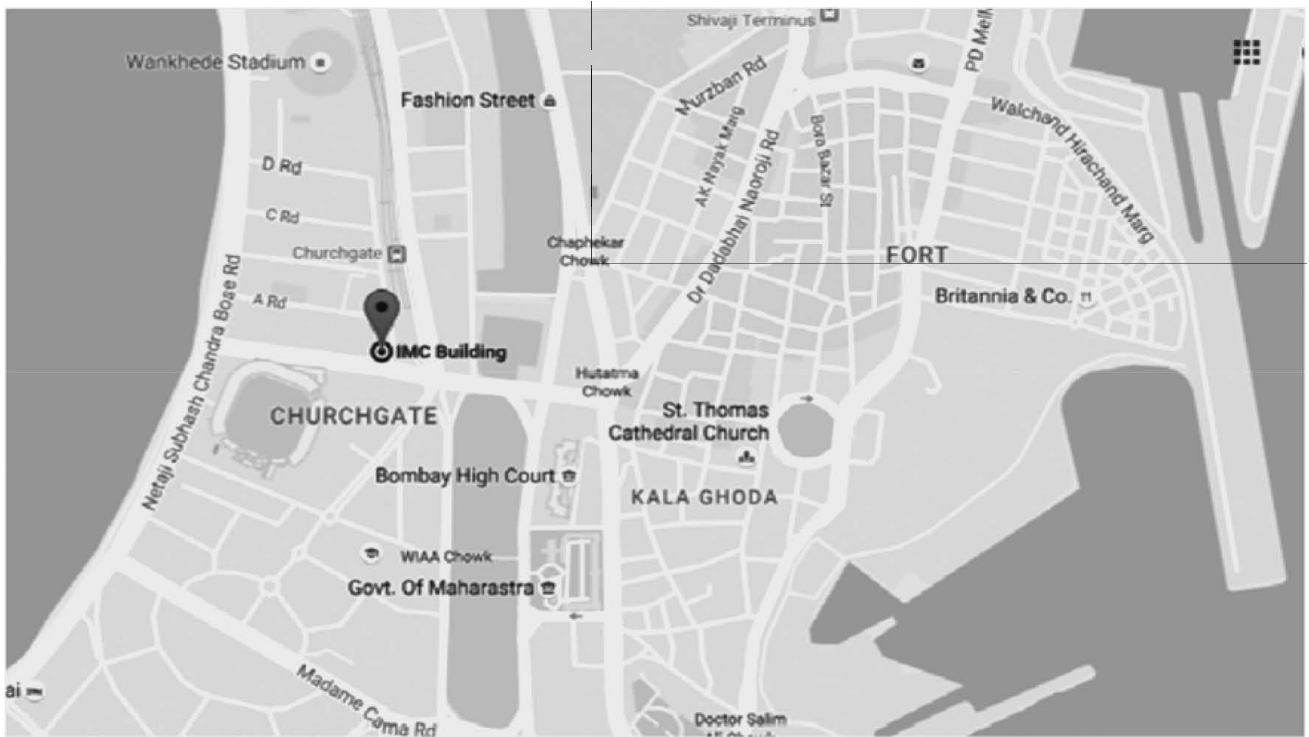 Shivaji Terminus
Wankhede Stadium
PD Mell
Fashion Street
Murzban Rd
Walchand Hirachand Marg
AK Nayak Marg
Bora Bazar St
Dr Dadabhai Naoroji Rd
D Rd
C Rd
Churchgate
Chaphekar
Chowk
FORT
Netaji Subhash Chandra Bose Rd
A Rd
Britannia & Co.
IMC Building
Hutatma
Chowk
CHURCHGATE
St. Thomas
Cathedral Church
Bombay High Court
KALA GHODA
WIAA Chowk
Govt. Of Maharastra
ai
Madame Cama Rd
Doctor Salim